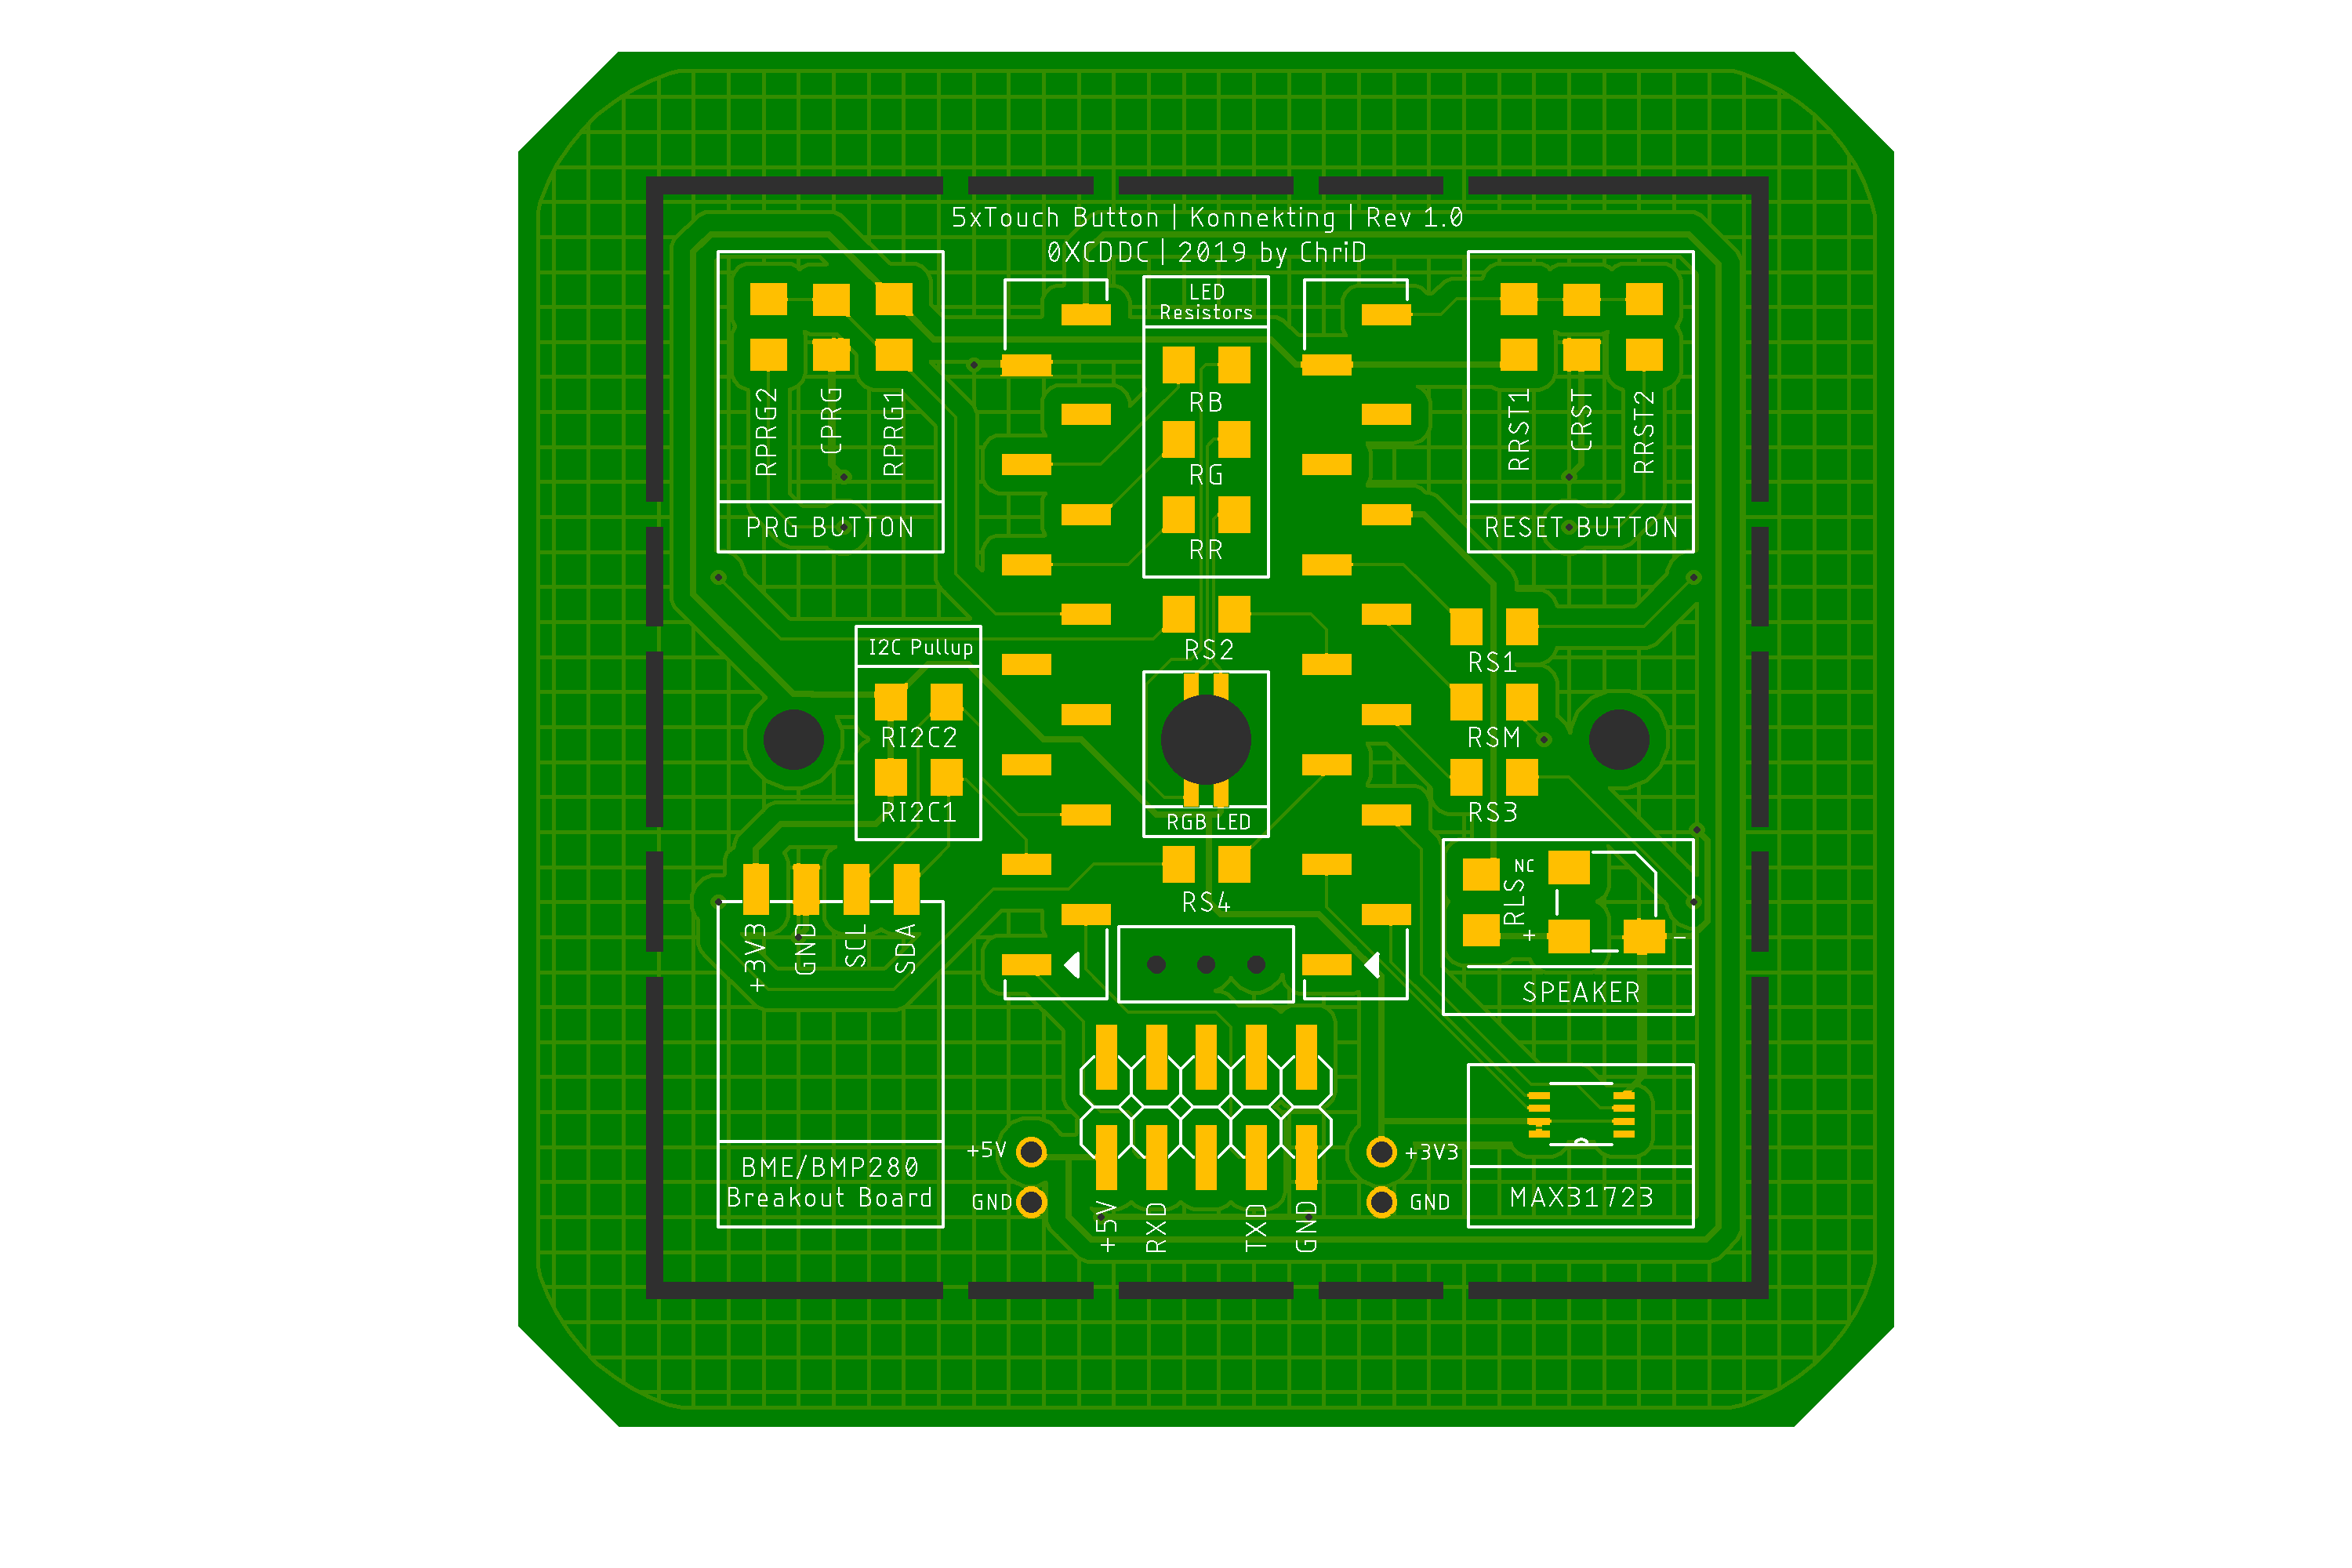 5xTouch Button | Konnekting | Rev 1.0
0XCDDC | 2019 by ChriD
LED
Resistors
RB
RG
RR
RPRG2
CPRG
RPRG1
PRG BUTTON
RRST1
CRST
RRST2
RESET BUTTON
I2C Pullup
RI2C2
RI2C1
RS2
RS1
RSM
RS3
RGB LED
RS4
+3V3
GND
SCL
SDA
NC
RLS
+
-
SPEAKER
BME/BMP280
Breakout Board
+5V
GND
+5V
RXD
TXD
GND
+3V3
GND
MAX31723